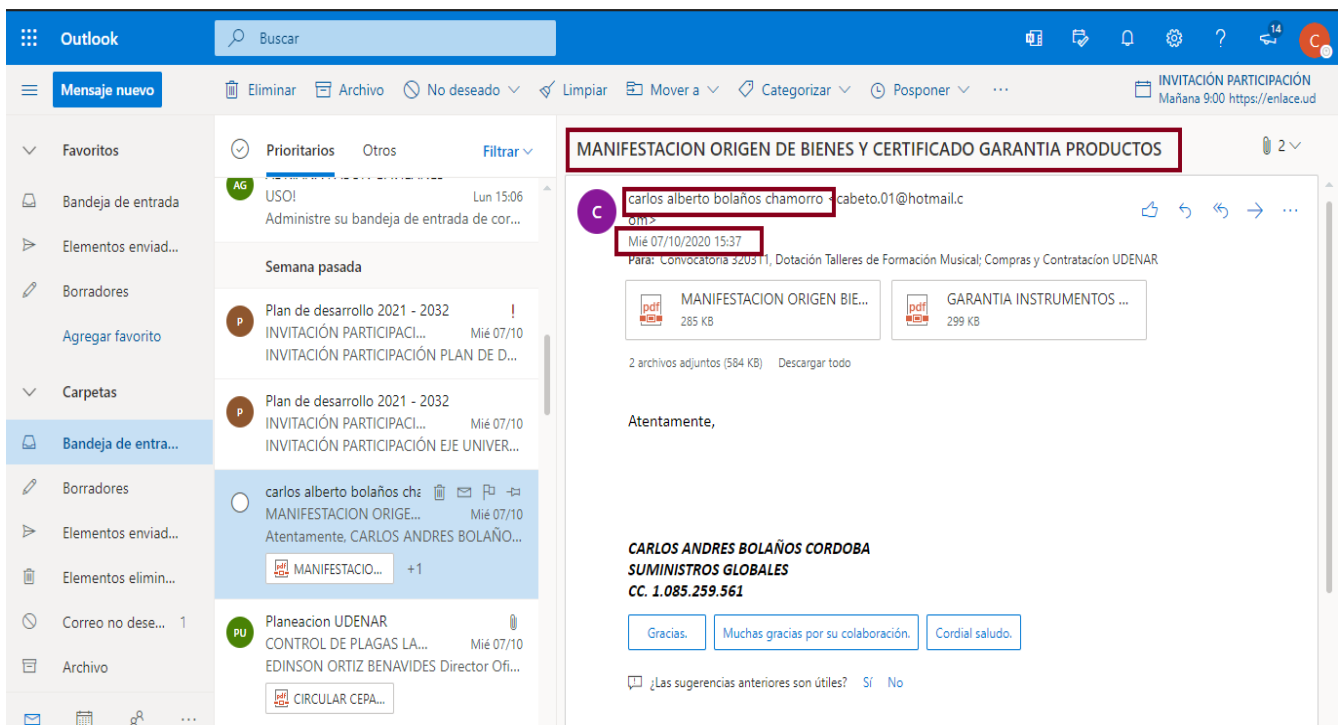 Outlook
Buscar
14
C
Mensaje nuevo
Eliminar Archivo No deseado Limpiar Mover a Categorizar Posponer ...
INVITACIÓN PARTICIPACIÓN
Mañana 9:00 https://enlace.ud
Favoritos
Bandeja de entrada
Elementos enviad...
Borradores
Agregar favorito
Carpetas
Bandeja de entra...
Borradores
Elementos enviad...
Elementos elimin...
Correo no dese... 1
Archivo
...
Prioritarios Otros Filtrar
AG
USO! Lun 15:06
Administre su bandeja de entrada de cor...
Semana pasada
P
Plan de desarrollo 2021 - 2032 !
INVITACIÓN PARTICIPACI... Mié 07/10
INVITACIÓN PARTICIPACIÓN PLAN DE D...
P
Plan de desarrollo 2021 - 2032
INVITACIÓN PARTICIPACI... Mié 07/10
INVITACIÓN PARTICIPACIÓN EJE UNIVER...
carlos alberto bolaños cha
MANIFESTACION ORIGE... Mié 07/10
Atentamente, CARLOS ANDRES BOLAÑO...
pdf MANIFESTACIO... +1
PU
Planeacion UDENAR
CONTROL DE PLAGAS LA... Mié 07/10
EDINSON ORTIZ BENAVIDES Director Ofi...
pdf CIRCULAR CEPA...
MANIFESTACION ORIGEN DE BIENES Y CERTIFICADO GARANTIA PRODUCTOS
2
C
carlos alberto bolaños chamorro <cabeto.01@hotmail.c
om>
Mié 07/10/2020 15:37
Para: Convocatoria 320311, Dotación Talleres de Formación Musical; Compras y Contratacíon UDENAR
...
pdf MANIFESTACION ORIGEN BIE...
285 KB
pdf GARANTIA INSTRUMENTOS ...
299 KB
2 archivos adjuntos (584 KB) Descargar todo
Atentamente,
CARLOS ANDRES BOLAÑOS CORDOBA
SUMINISTROS GLOBALES
CC. 1.085.259.561
Gracias. Muchas gracias por su colaboración. Cordial saludo.
¿Las sugerencias anteriores son útiles? Sí No